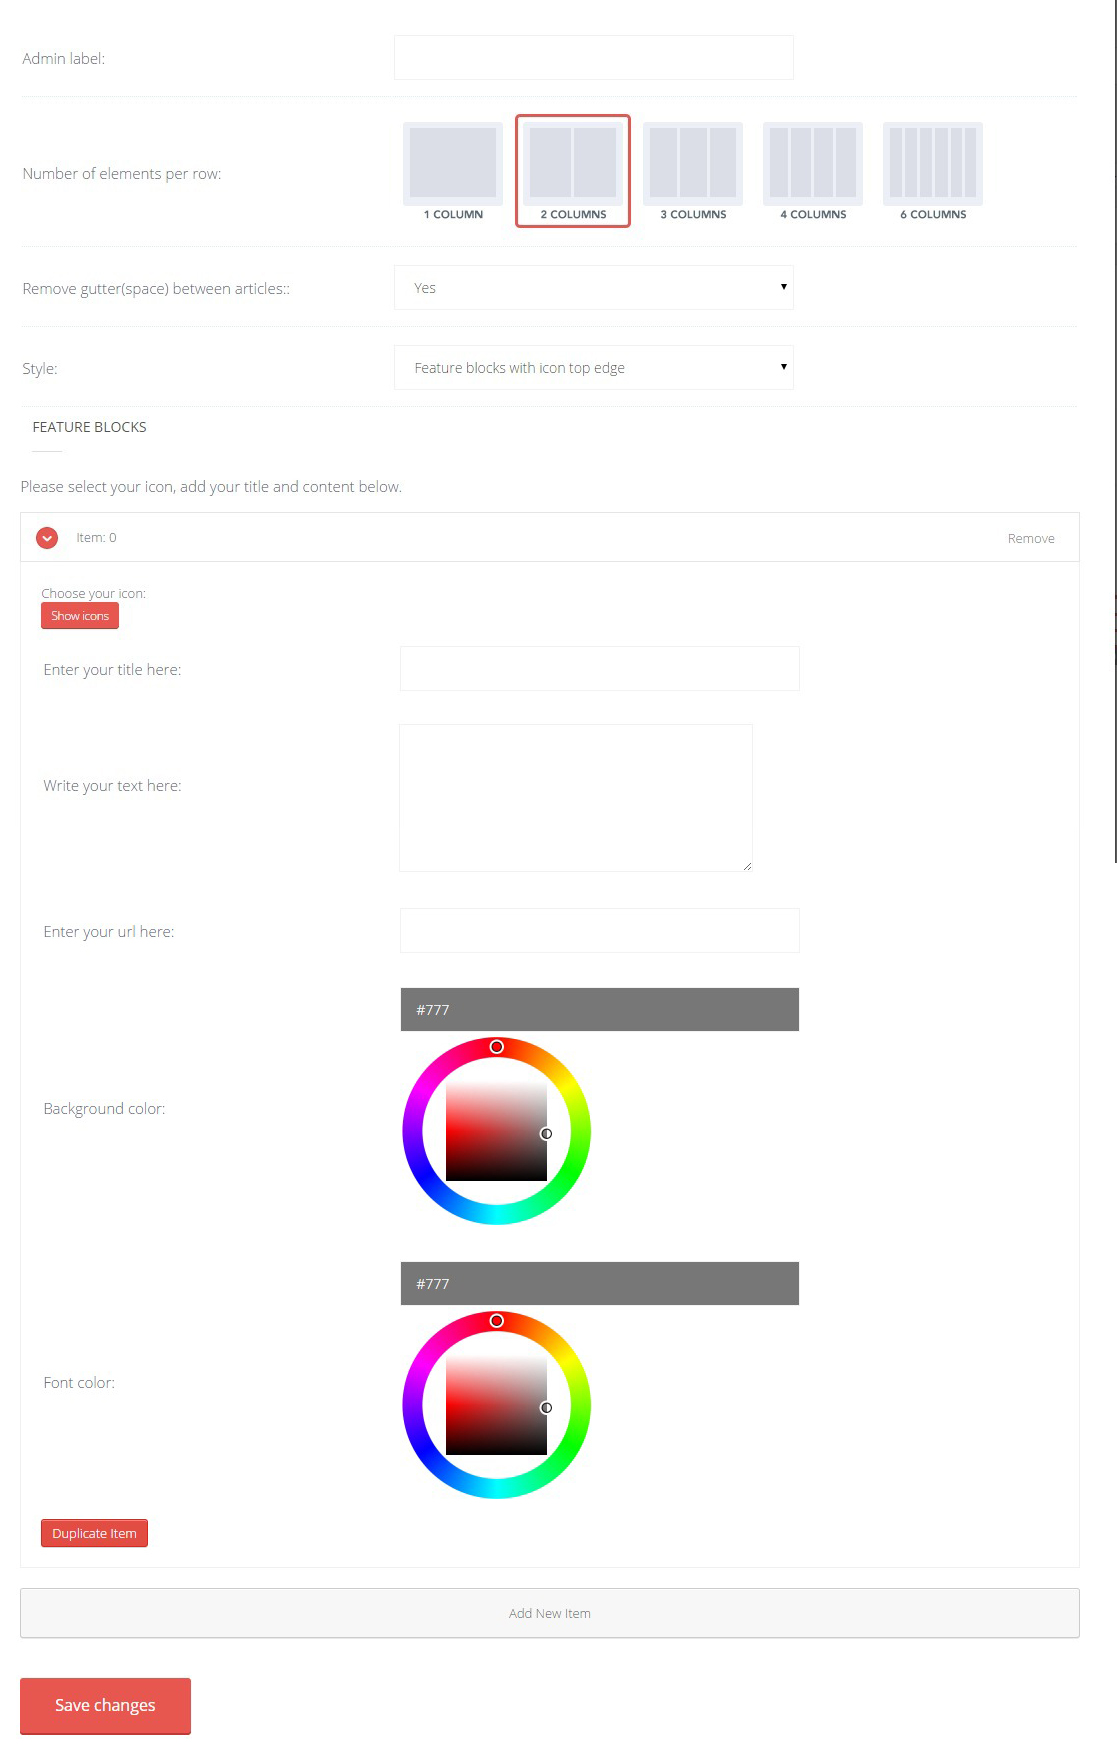 Admin label:
Number of elements per row:
1 COLUMN
2 COLUMNS
3 COLUMNS
4 COLUMNS
6 COLUMNS
Remove gutter(space) between articles::
Yes
Style:
Feature blocks with icon top edge
FEATURE BLOCKS
Please select your icon, add your title and content below.
Item: 0
Remove
Choose your icon:
Show icons
Enter your title here:
Write your text here:
Enter your url here:
#777
Background color:
#777
Font color:
Duplicate Item
Add New Item
Save changes